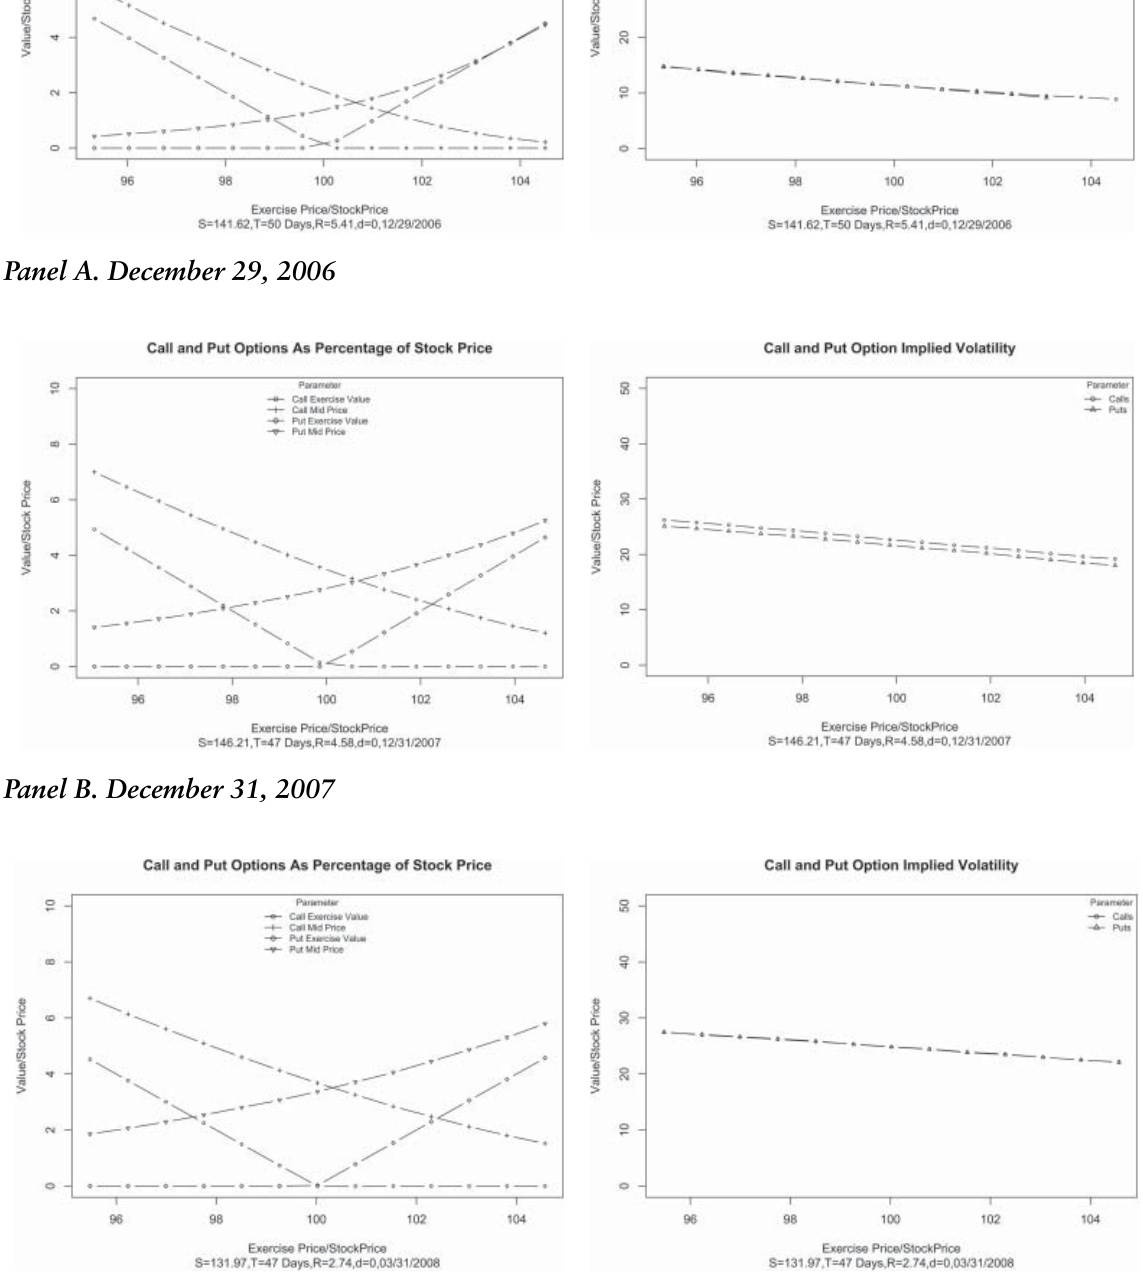 Value/Stoc
4
2
0
96 98 100 102 104
Exercise Price/StockPrice
S=141.62,T=50 Days,R=5.41,d=0,12/29/2006
Value/Stoc
20
10
0
96 98 100 102 104
Exercise Price/StockPrice
S=141.62,T=50 Days,R=5.41,d=0,12/29/2006
Panel A. December 29, 2006
Call and Put Options As Percentage of Stock Price
Parameter
Call Exercise Value
Call Mid Price
Put Exercise Value
Put Mid Price
Value/Stock Price
10
8
6
4
2
0
96 98 100 102 104
Exercise Price/StockPrice
S=146.21,T=47 Days,R=4.58,d=0,12/31/2007
Call and Put Option Implied Volatility
Parameter
Calls
Puts
Value/Stock Price
50
40
30
20
10
0
96 98 100 102 104
Exercise Price/StockPrice
S=146.21,T=47 Days,R=4.58,d=0,12/31/2007
Panel B. December 31, 2007
Call and Put Options As Percentage of Stock Price
Parameter
Call Exercise Value
Call Mid Price
Put Exercise Value
Put Mid Price
Value/Stock Price
10
8
6
4
2
0
96 98 100 102 104
Exercise Price/StockPrice
S=131.97,T=47 Days,R=2.74,d=0,03/31/2008
Call and Put Option Implied Volatility
Parameter
Calls
Puts
Value/Stock Price
50
40
30
20
10
0
96 98 100 102 104
Exercise Price/StockPrice
S=131.97,T=47 Days,R=2.74,d=0,03/31/2008